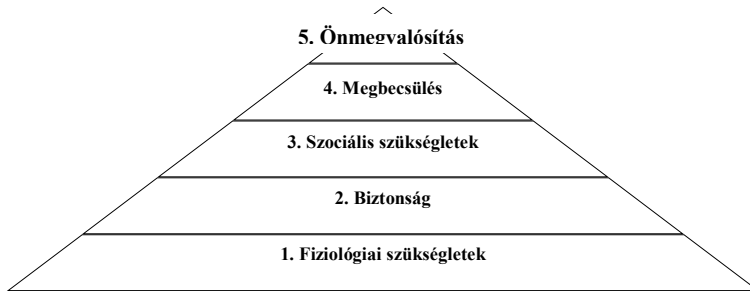 5. Önmegvalósítás
4. Megbecsülés
3. Szociális szükségletek
2. Biztonság
1. Fiziológiai szükségletek